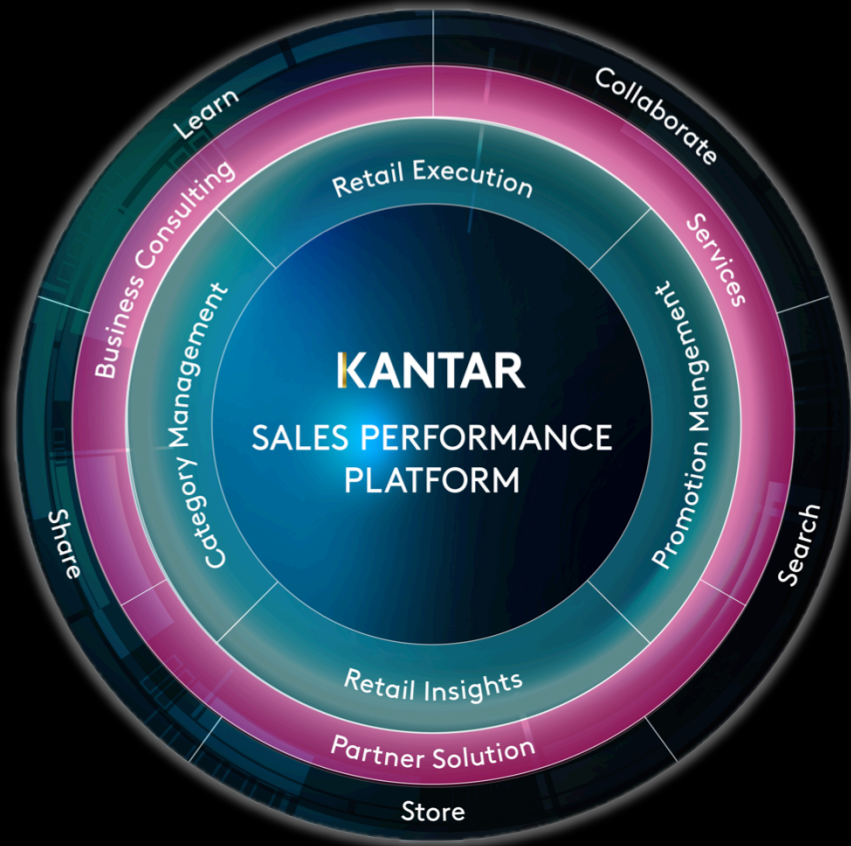 KANTAR
SALES PERFORMANCE
PLATFORM
Retail Execution
Promotion Mangement
Retail Insights
Category Management
Services
Partner Solution
Business Consulting
Collaborate
Search
Store
Share
Learn